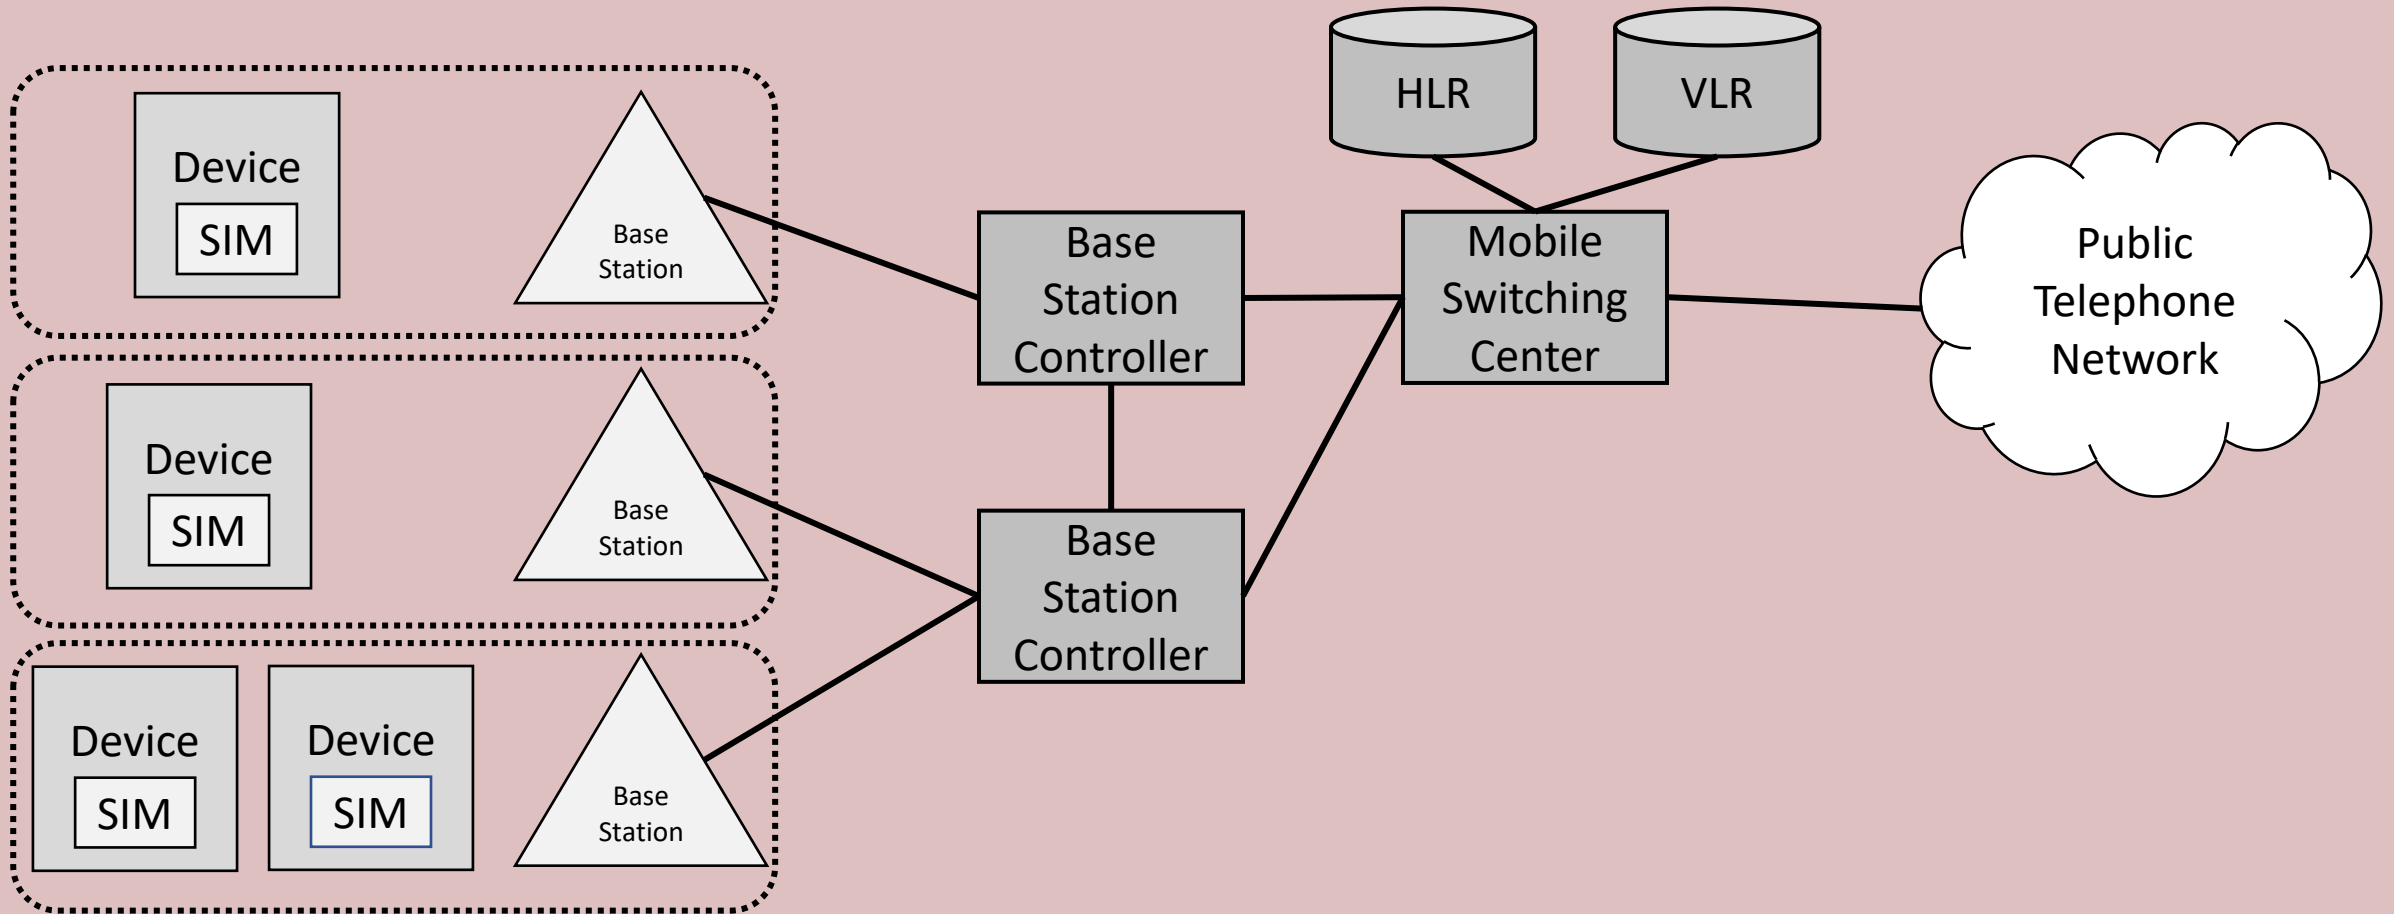 Device
SIM
Base
Station
Device
SIM
Base
Station
Device
SIM
Device
SIM
Base
Station
Base
Station
Controller
Base
Station
Controller
HLR
VLR
Mobile
Switching
Center
Public
Telephone
Network